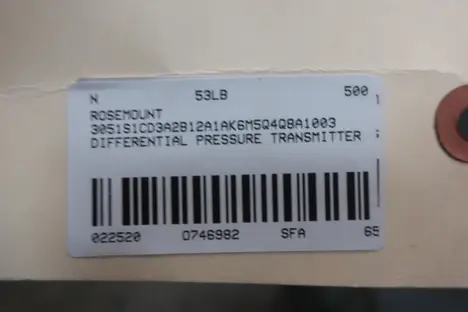 N 53LB 500
ROSEMOUNT
3051S1CD3A2B12A1AK6M5Q4Q8A1003
DIFFERENTIAL PRESSURE TRANSMITTER
022520 0746982 SFA 65